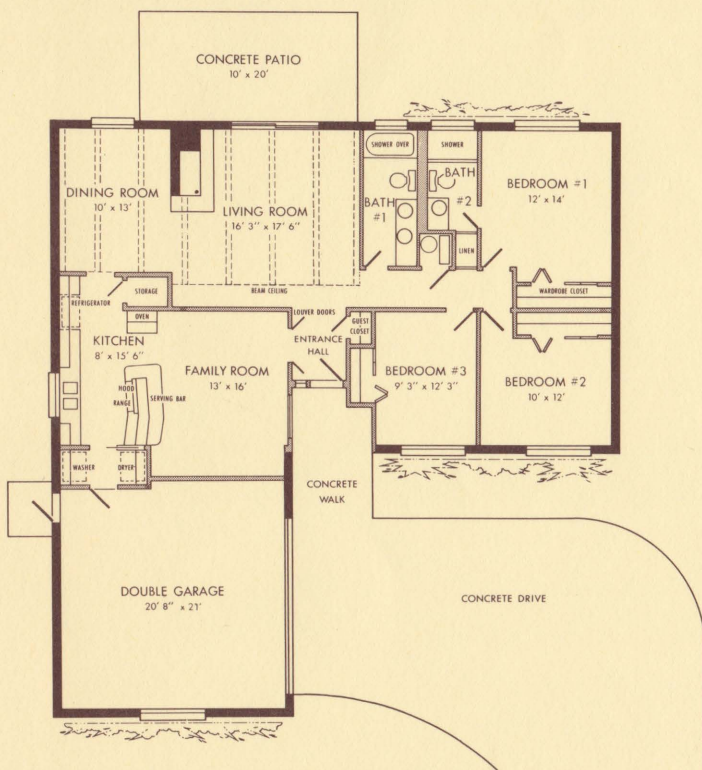 CONCRETE PATIO
10' x 20'
SHOWER OVER
SHOWER
DINING ROOM
10' x 13'
LIVING ROOM
16' 3" x 17' 6"
BATH
#1
BATH
#2
BEDROOM #1
12' x 14'
LINEN
STORAGE
BEAM CEILING
WARDROBE CLOSET
REFRIGERATOR
OVEN
LOUVER DOORS
GUEST
CLOSET
KITCHEN
8' x 15' 6"
ENTRANCE
HALL
FAMILY ROOM
13' x 16'
BEDROOM #3
9' 3" x 12' 3"
BEDROOM #2
10' x 12'
HOOD
RANGE
SERVING BAR
WASHER
DRYER
CONCRETE
WALK
DOUBLE GARAGE
20' 8" x 21'
CONCRETE DRIVE